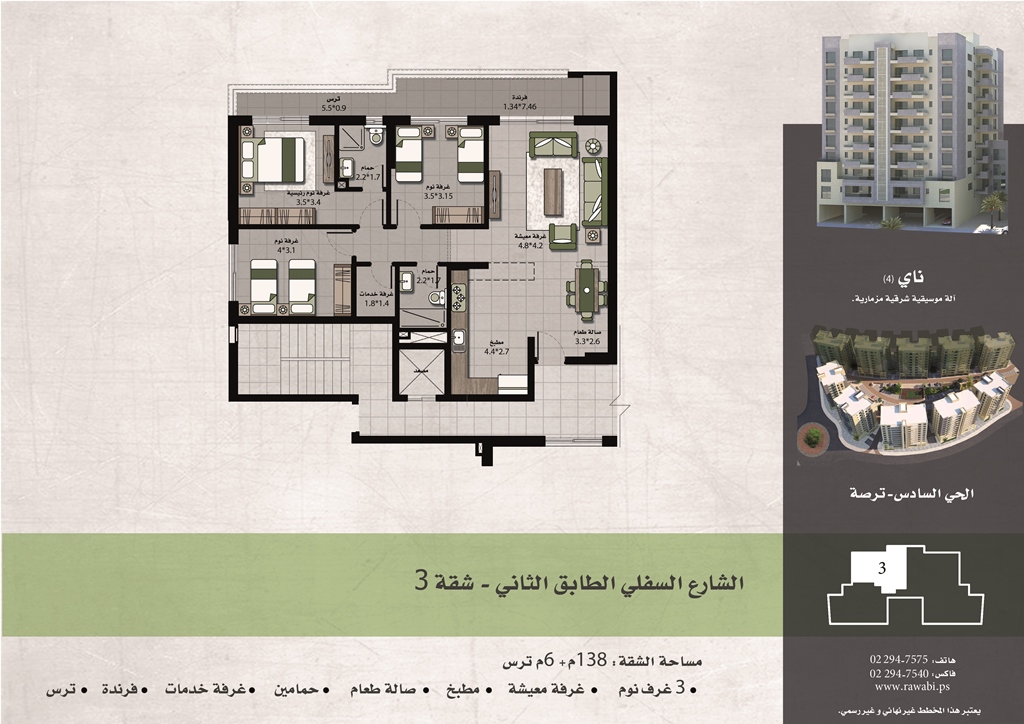 ترس
5.5*0.9
فرندة
1.34*7.46
حمام
2.2*1.7
غرفة نوم رئيسية
3.5*3.4
غرفة نوم
3.5*3.15
غرفة معيشة
4.8*4.2
غرفة نوم
4*3.1
حمام
2.2*1.7
غرفة خدمات
1.8*1.4
صالة طعام
3.3*2.6
مطبخ
4.4*2.7
مصعد
ناي (4)
آلة موسيقية شرقية مزمارية.
الحي السادس-ترصة
3
الشارع السفلي الطابق الثاني - شقة 3
مساحة الشقة: 138م+ 6م ترس
• 3 غرف نوم • غرفة معيشة • مطبخ • صالة طعام • حمامين • غرفة خدمات • فرندة • ترس
هاتف: 02 294-7575
فاكس: 02 294-7540
www.rawabi.ps
يعتبر هذا المخطط غير نهائي و غير رسمي.